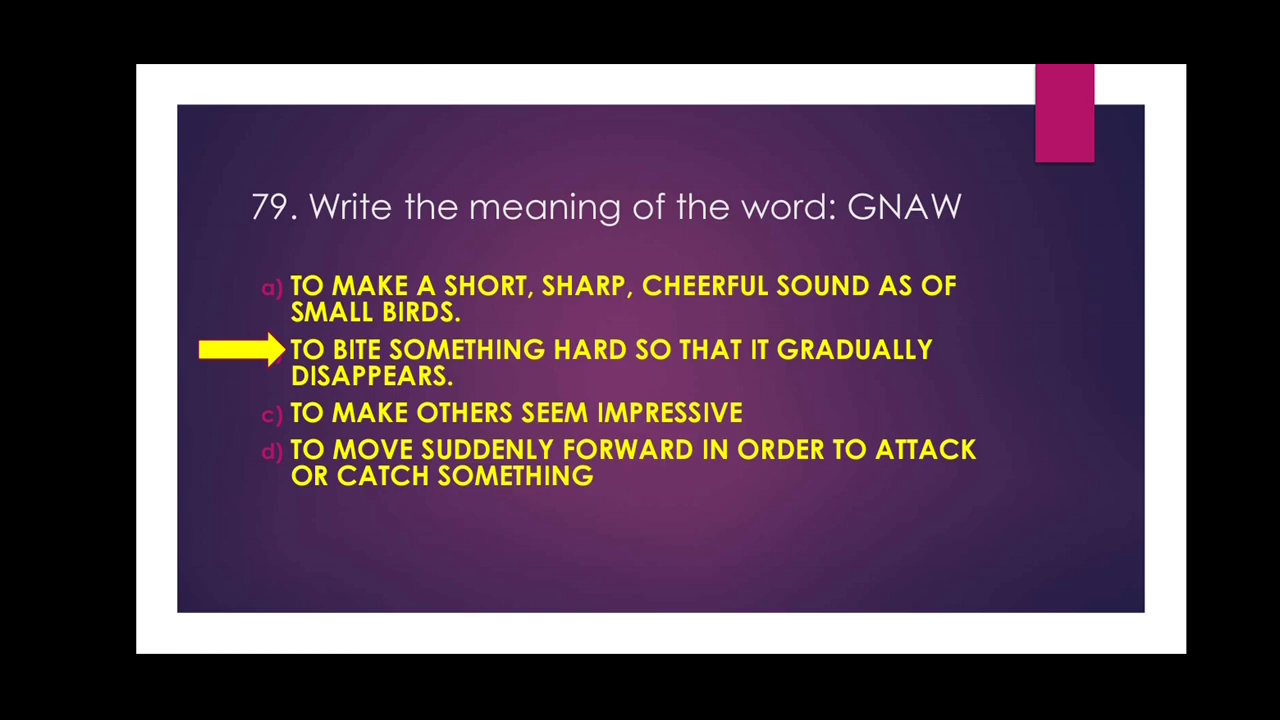 79. Write the meaning of the word: GNAW
a) TO MAKE A SHORT, SHARP, CHEERFUL SOUND AS OF
SMALL BIRDS.
TO BITE SOMETHING HARD SO THAT IT GRADUALLY
DISAPPEARS.
c) TO MAKE OTHERS SEEM IMPRESSIVE
d) TO MOVE SUDDENLY FORWARD IN ORDER TO ATTACK
OR CATCH SOMETHING